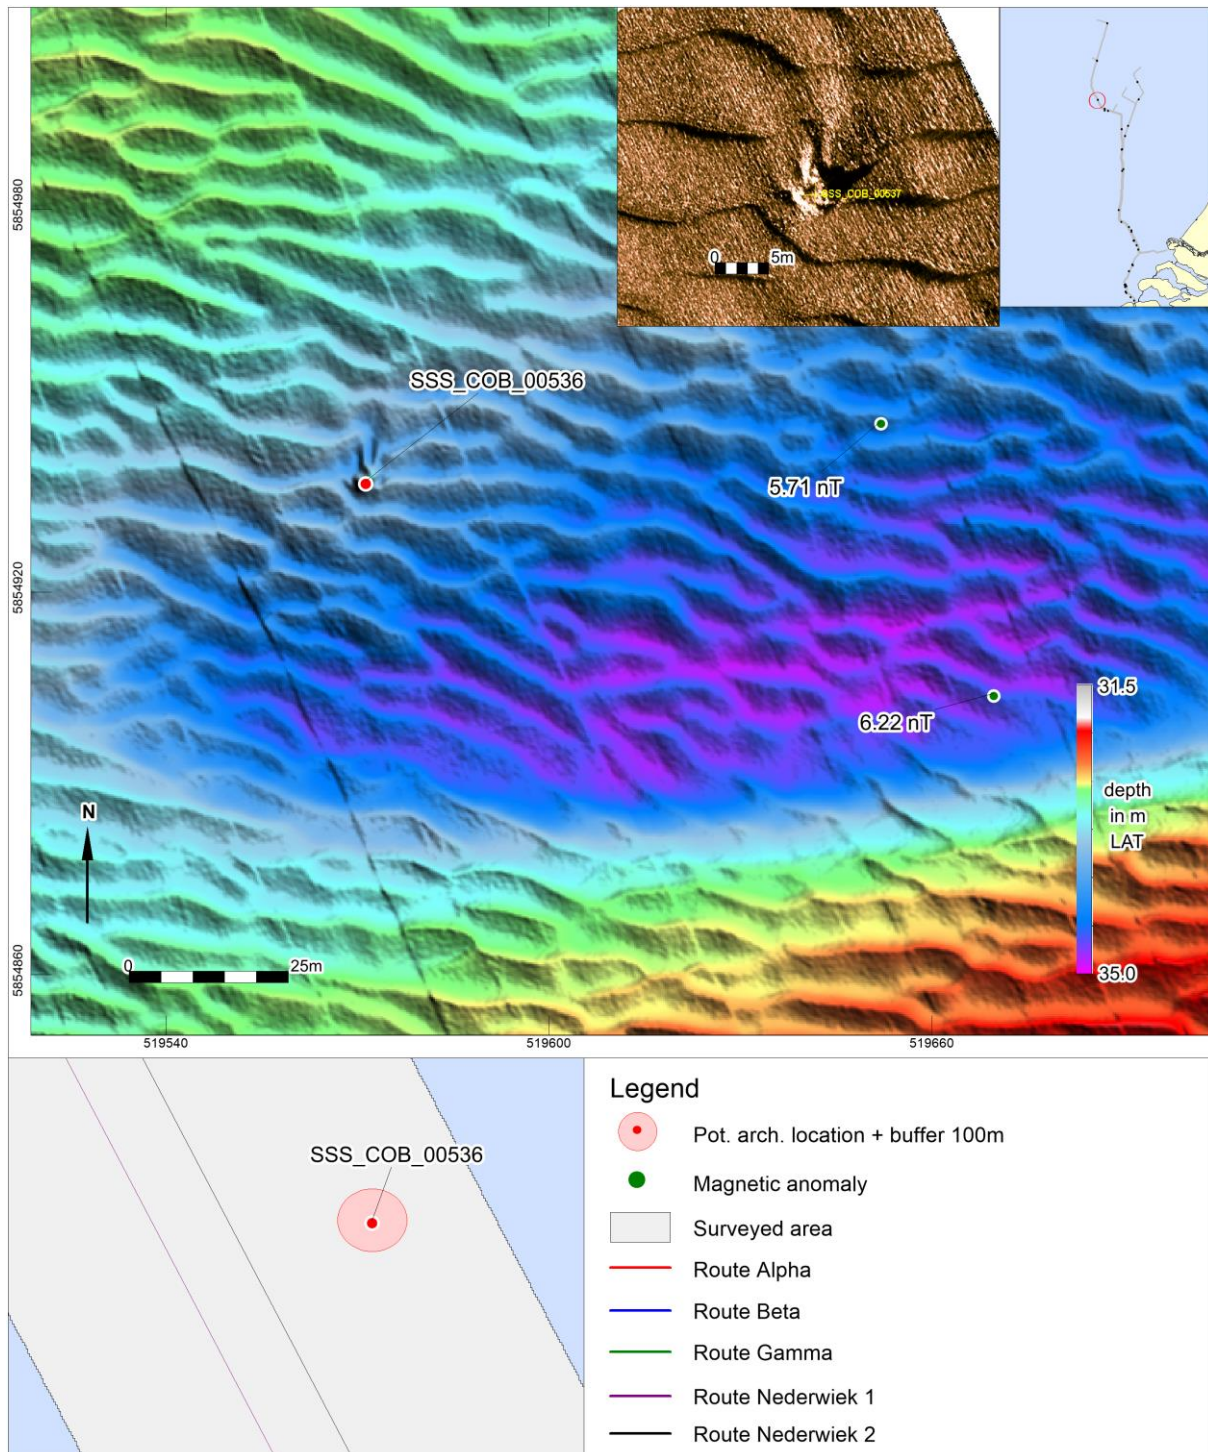 SSS_COB_00537
0 5m
5854980
SSS_COB_00536
5.71 nT
5854920
6.22 nT
31.5
depth
in m
LAT
35.0
N
0 25m
5854860
519540 519600 519660
SSS_COB_00536
Legend
Pot. arch. location + buffer 100m
Magnetic anomaly
Surveyed area
Route Alpha
Route Beta
Route Gamma
Route Nederwiek 1
Route Nederwiek 2